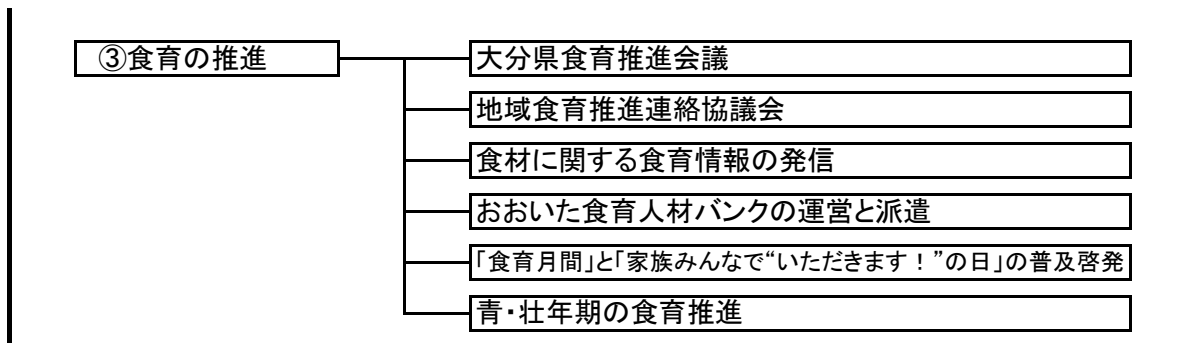 ③食育の推進
大分県食育推進会議
地域食育推進連絡協議会
食材に関する食育情報の発信
おおいた食育人材バンクの運営と派遣
「食育月間」と「家族みんなで“いただきます！”の日」の普及啓発
青・壮年期の食育推進